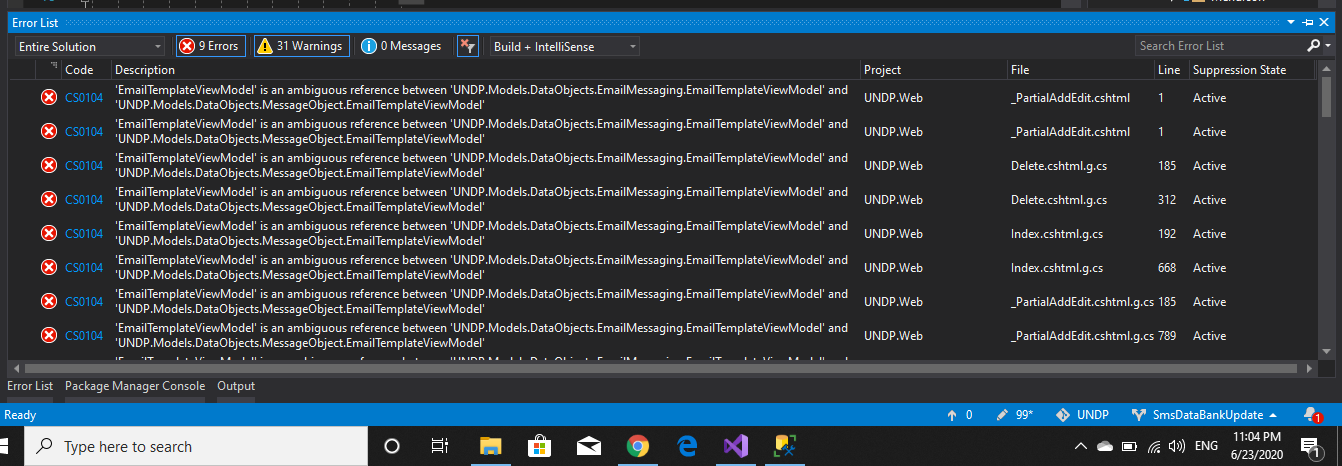 Error List
Entire Solution
9 Errors
31 Warnings
0 Messages
Build + IntelliSense
Search Error List
Code Description Project File Line Suppression State
CS0104 'EmailTemplateViewModel' is an ambiguous reference between 'UNDP.Models.DataObjects.EmailMessaging.EmailTemplateViewModel' and UNDP.Web _PartialAddEdit.cshtml 1 Active
'UNDP.Models.DataObjects.MessageObject.EmailTemplateViewModel'
CS0104 'EmailTemplateViewModel' is an ambiguous reference between 'UNDP.Models.DataObjects.EmailMessaging.EmailTemplateViewModel' and UNDP.Web _PartialAddEdit.cshtml 1 Active
'UNDP.Models.DataObjects.MessageObject.EmailTemplateViewModel'
CS0104 'EmailTemplateViewModel' is an ambiguous reference between 'UNDP.Models.DataObjects.EmailMessaging.EmailTemplateViewModel' and UNDP.Web Delete.cshtml.g.cs 185 Active
'UNDP.Models.DataObjects.MessageObject.EmailTemplateViewModel'
CS0104 'EmailTemplateViewModel' is an ambiguous reference between 'UNDP.Models.DataObjects.EmailMessaging.EmailTemplateViewModel' and UNDP.Web Delete.cshtml.g.cs 312 Active
'UNDP.Models.DataObjects.MessageObject.EmailTemplateViewModel'
CS0104 'EmailTemplateViewModel' is an ambiguous reference between 'UNDP.Models.DataObjects.EmailMessaging.EmailTemplateViewModel' and UNDP.Web Index.cshtml.g.cs 192 Active
'UNDP.Models.DataObjects.MessageObject.EmailTemplateViewModel'
CS0104 'EmailTemplateViewModel' is an ambiguous reference between 'UNDP.Models.DataObjects.EmailMessaging.EmailTemplateViewModel' and UNDP.Web Index.cshtml.g.cs 668 Active
'UNDP.Models.DataObjects.MessageObject.EmailTemplateViewModel'
CS0104 'EmailTemplateViewModel' is an ambiguous reference between 'UNDP.Models.DataObjects.EmailMessaging.EmailTemplateViewModel' and UNDP.Web _PartialAddEdit.cshtml.g.cs 185 Active
'UNDP.Models.DataObjects.MessageObject.EmailTemplateViewModel'
CS0104 'EmailTemplateViewModel' is an ambiguous reference between 'UNDP.Models.DataObjects.EmailMessaging.EmailTemplateViewModel' and UNDP.Web _PartialAddEdit.cshtml.g.cs 789 Active
'UNDP.Models.DataObjects.MessageObject.EmailTemplateViewModel'
Error List Package Manager Console Output
Ready 0 99* UNDP SmsDataBankUpdate 1
Type here to search
ENG
11:04 PM
6/23/2020
1